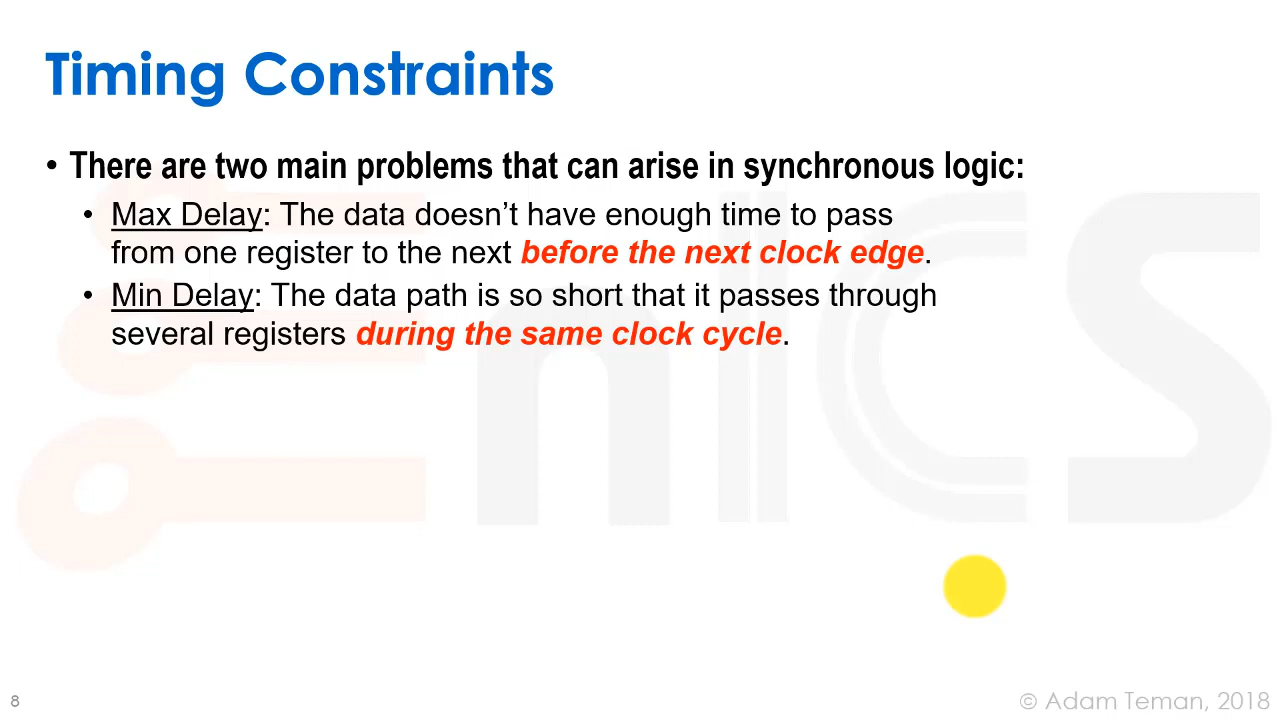 Timing Constraints
• There are two main problems that can arise in synchronous logic:
• Max Delay: The data doesn’t have enough time to pass
from one register to the next before the next clock edge.
• Min Delay: The data path is so short that it passes through
several registers during the same clock cycle.
enICS
8
© Adam Teman, 2018